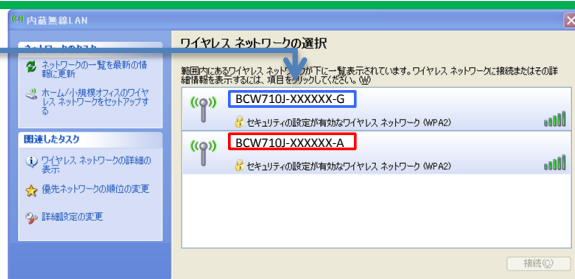 内蔵無線LAN
ネットワークの一覧を最新の情
報に更新
ホーム/小規模オフィスのワイヤ
レス ネットワークをセットアップす
る
関連したタスク
ワイヤレス ネットワークの詳細の
表示
優先ネットワークの順位の変更
詳細設定の変更
ワイヤレス ネットワークの選択
範囲内にあるワイヤレス ネットワークが下に一覧表示されています。ワイヤレス ネットワークに接続またはその詳
細情報を表示するには、項目をクリックしてください。(W)
BCW710J-XXXXXX-G
セキュリティの設定が有効なワイヤレス ネットワーク (WPA2)
BCW710J-XXXXXX-A
セキュリティの設定が有効なワイヤレス ネットワーク (WPA2)
接続(C)